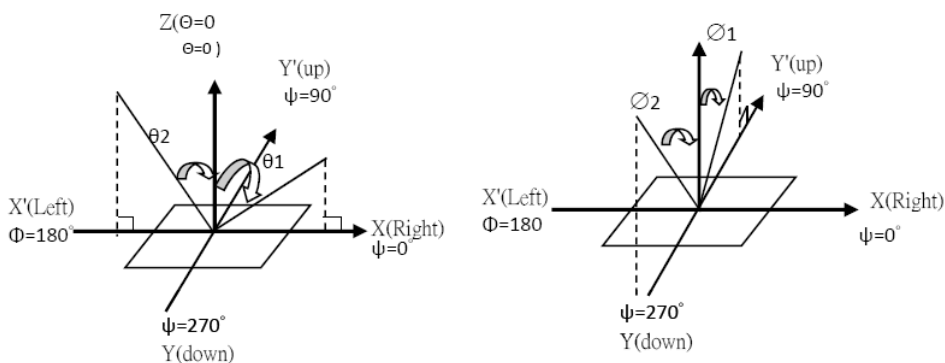 Z(Θ=0
Θ=0 )
Y'(up)
ψ=90°
θ2
θ1
X'(Left)
Φ=180°
X(Right)
ψ=0°
ψ=270°
Y(down)
∅1
Y'(up)
ψ=90°
∅2
X'(Left)
Φ=180
X(Right)
ψ=0°
ψ=270°
Y(down)